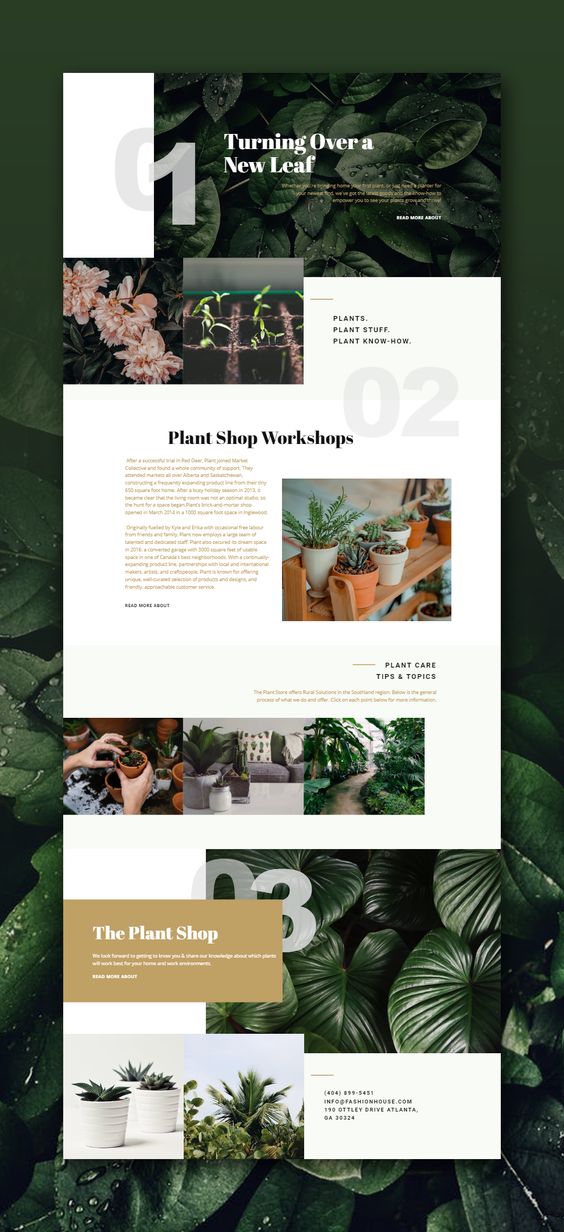 01
Turning Over a
New Leaf
Whether you're bringing home your first plant, or just need a planter for
your newest find, we've got the latest goods and the know-how to
empower you to see your plants grow and thrive!
READ MORE ABOUT
PLANTS.
PLANT STUFF.
PLANT KNOW-HOW.
02
Plant Shop Workshops
After a successful trial in Red Deer, Plant joined Market
Collective and found a whole community of support. They
attended markets all over Alberta and Saskatchewan,
constructing a frequently expanding product line from their tiny
650 square foot home. After a busy holiday season in 2013, it
became clear that the living room was not an optimal studio, so
the hunt for a space began.Plant's brick-and-mortar shop
opened in March 2014 in a 1000 square foot space in Inglewood.
Originally fuelled by Kyle and Erika with occasional free labour
from friends and family, Plant now employs a large team of
talented and dedicated staff. Plant also secured its dream space
in 2016: a converted garage with 3000 square feet of usable
space in one of Canada's best neighborhoods. With a continually-
expanding product line, partnerships with local and international
makers, artists, and craftspeople, Plant is known for offering
unique, well-curated selection of products and designs, and
friendly, approachable customer service.
READ MORE ABOUT
PLANT CARE
TIPS & TOPICS
The Plant Store offers Rural Solutions in the Southland region. Below is the general
process of what we do and offer. Click on each point below for more information.
03
The Plant Shop
We look forward to getting to know you & share our knowledge about which plants
will work best for your home and work environments.
READ MORE ABOUT
(404) 899-5451
INFO@FASHIONHOUSE.COM
190 OTTLEY DRIVE ATLANTA,
GA 30324